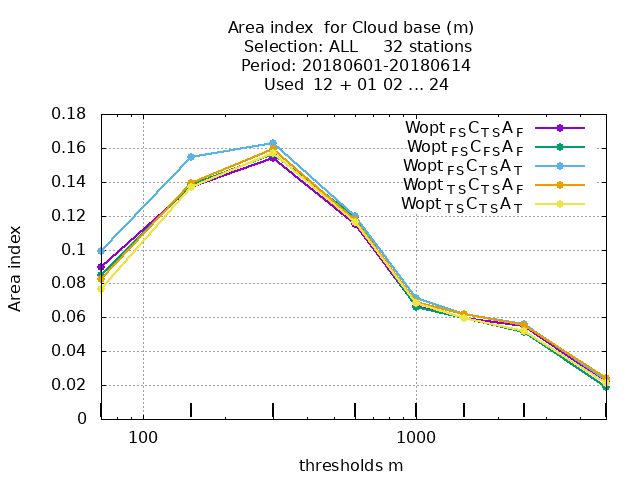 Area index  for Cloud base (m)
Selection: ALL     32 stations
Period: 20180601-20180614
Used  12 + 01 02 ... 24
0.18
0.16
0.14
0.12
0.1
0.08
0.06
0.04
0.02
0
Area index
Wopt FS C TS A F
Wopt FS C FS A F
Wopt FS C TS A T
Wopt TS C TS A F
Wopt TS C TS A T
100
1000
thresholds m